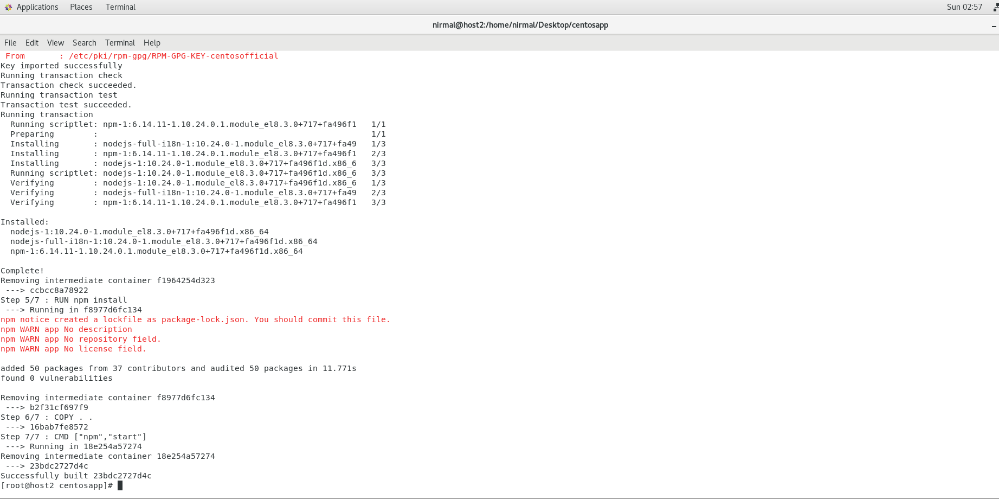 Applications Places Terminal Sun 02:57
nirmal@host2:/home/nirmal/Desktop/centosapp
File Edit View Search Terminal Help
 From       : /etc/pki/rpm-gpg/RPM-GPG-KEY-centosofficial
Key imported successfully
Running transaction check
Transaction check succeeded.
Running transaction test
Transaction test succeeded.
Running transaction
  Running scriptlet: npm-1:6.14.11-1.10.24.0.1.module_el8.3.0+717+fa496f1   1/1
  Preparing        :                                                        1/1
  Installing       : nodejs-full-i18n-1:10.24.0-1.module_el8.3.0+717+fa49   1/3
  Installing       : npm-1:6.14.11-1.10.24.0.1.module_el8.3.0+717+fa496f1   2/3
  Installing       : nodejs-1:10.24.0-1.module_el8.3.0+717+fa496f1d.x86_6   3/3
  Running scriptlet: nodejs-1:10.24.0-1.module_el8.3.0+717+fa496f1d.x86_6   3/3
  Verifying        : nodejs-1:10.24.0-1.module_el8.3.0+717+fa496f1d.x86_6   1/3
  Verifying        : nodejs-full-i18n-1:10.24.0-1.module_el8.3.0+717+fa49   2/3
  Verifying        : npm-1:6.14.11-1.10.24.0.1.module_el8.3.0+717+fa496f1   3/3
Installed:
  nodejs-1:10.24.0-1.module_el8.3.0+717+fa496f1d.x86_64
  nodejs-full-i18n-1:10.24.0-1.module_el8.3.0+717+fa496f1d.x86_64
  npm-1:6.14.11-1.10.24.0.1.module_el8.3.0+717+fa496f1d.x86_64
Complete!
Removing intermediate container f1964254d323
 ---> ccbcc8a78922
Step 5/7 : RUN npm install
 ---> Running in f8977d6fc134
npm notice created a lockfile as package-lock.json. You should commit this file.
npm WARN app No description
npm WARN app No repository field.
npm WARN app No license field.
added 50 packages from 37 contributors and audited 50 packages in 11.771s
found 0 vulnerabilities
Removing intermediate container f8977d6fc134
 ---> b2f31cf697f9
Step 6/7 : COPY . .
 ---> 16bab7fe8572
Step 7/7 : CMD ["npm","start"]
 ---> Running in 18e254a57274
Removing intermediate container 18e254a57274
 ---> 23bdc2727d4c
Successfully built 23bdc2727d4c
[root@host2 centosapp]#